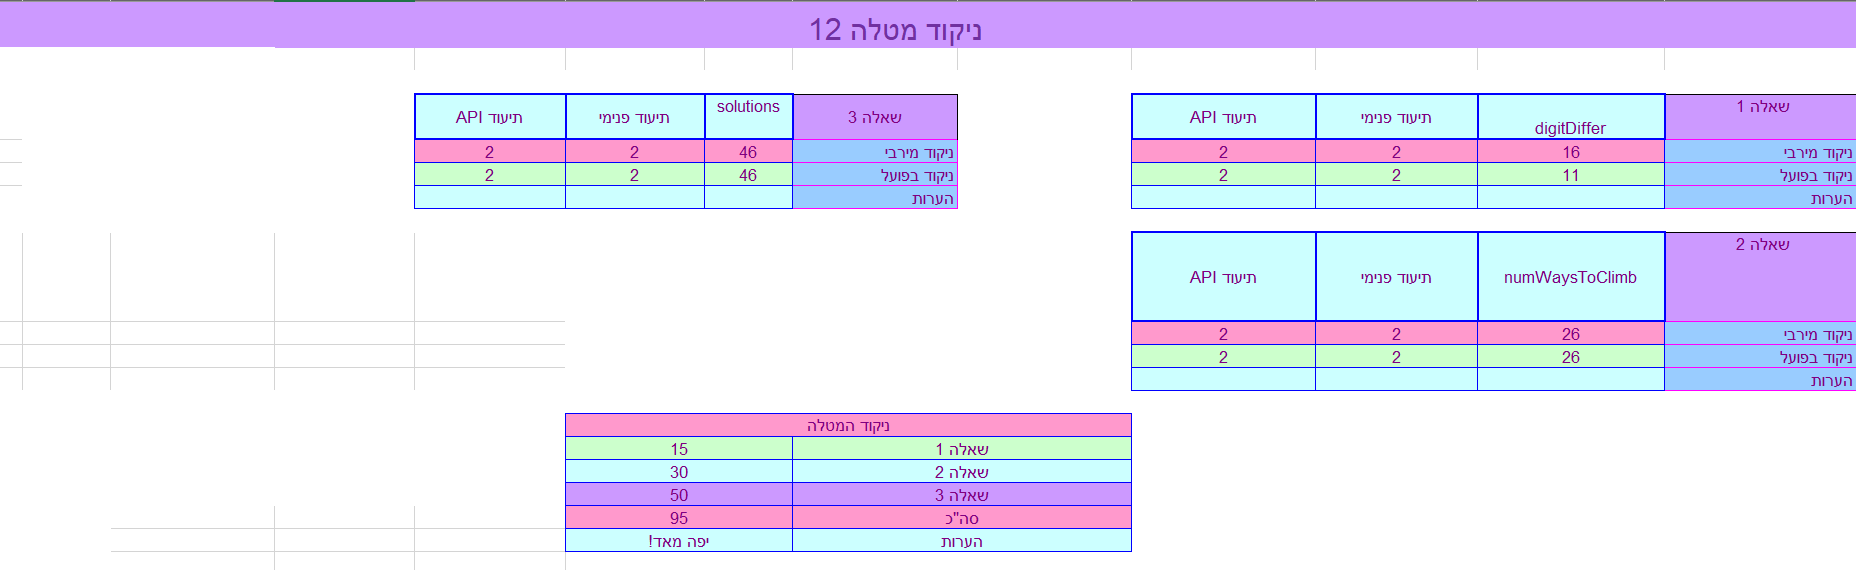 ניקוד מטלה 12
שאלה 1 digitDiffer תיעוד פנימי תיעוד API
ניקוד מירבי 16 2 2
ניקוד בפועל 11 2 2
הערות
שאלה 3 solutions תיעוד פנימי תיעוד API
ניקוד מירבי 46 2 2
ניקוד בפועל 46 2 2
הערות
שאלה 2 numWaysToClimb תיעוד פנימי תיעוד API
ניקוד מירבי 26 2 2
ניקוד בפועל 26 2 2
הערות
ניקוד המטלה
שאלה 1 15
שאלה 2 30
שאלה 3 50
סה"כ 95
הערות יפה מאד!